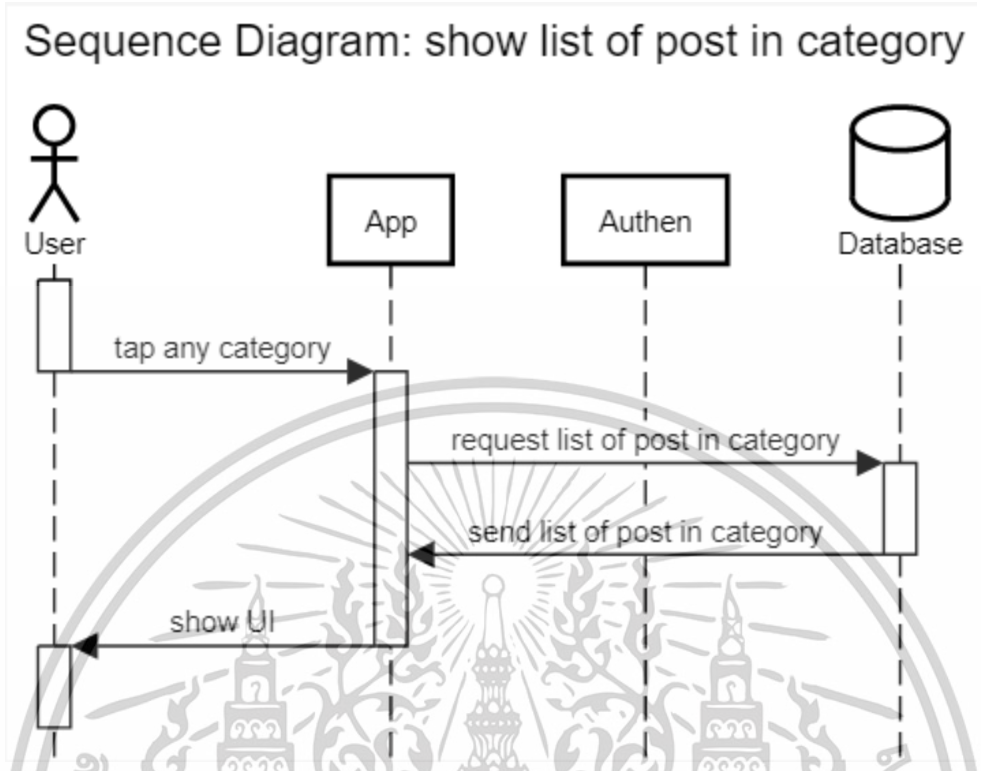 Sequence Diagram: show list of post in category
User
App
Authen
Database
tap any category
request list of post in category
send list of post in category
show UI